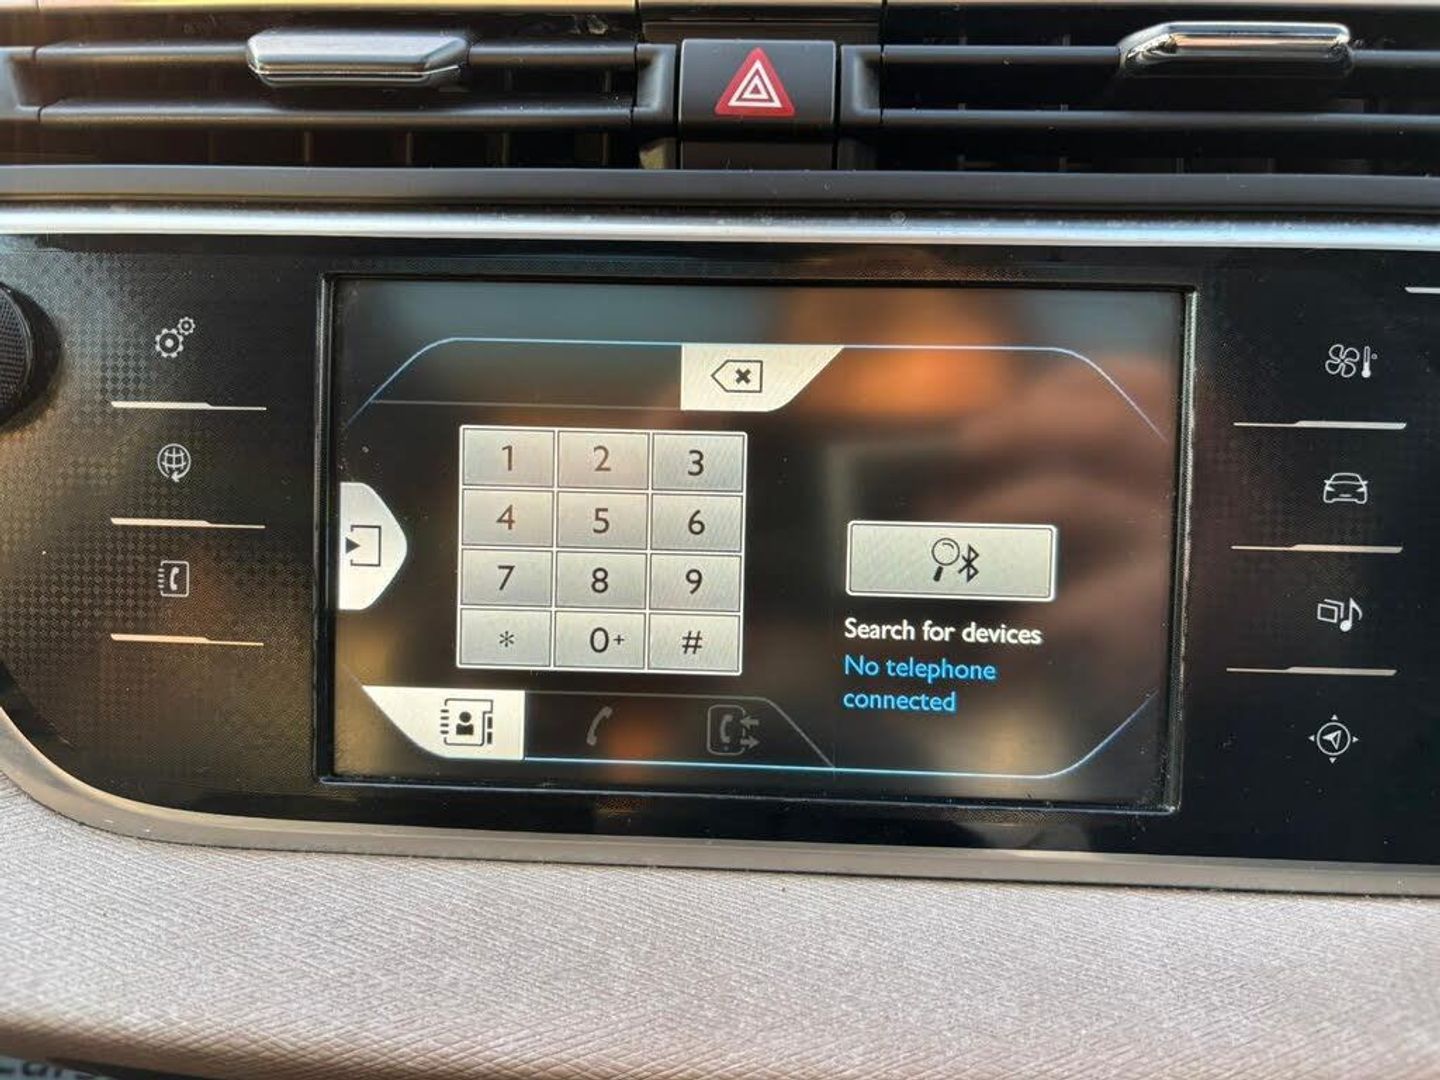 1 2 3
4 5 6
7 8 9
* 0+ #
Search for devices
No telephone
connected